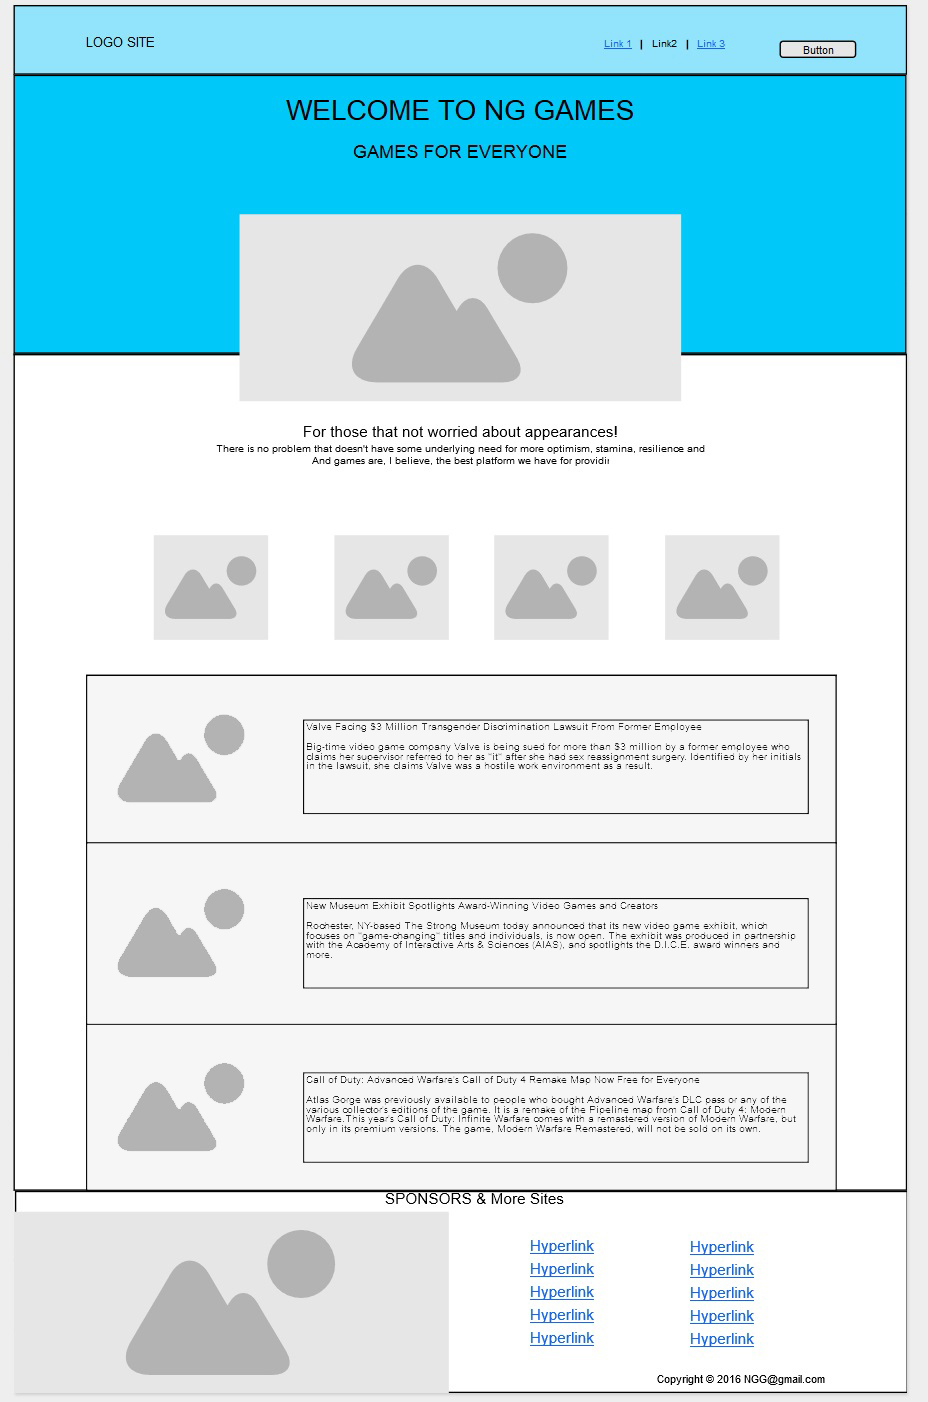 LOGO SITE
Link 1 | Link2 | Link 3
Button
WELCOME TO NG GAMES
GAMES FOR EVERYONE
For those that not worried about appearances!
There is no problem that doesn't have some underlying need for more optimism, stamina, resilience and
And games are, I believe, the best platform we have for
Valve Facing $3 Million Transgender Discrimination Lawsuit From Former Employee
Big-time video game company Valve is being sued for more than $3 million by a former employee who
claims her supervisor referred to her as "it" after she had sex reassignment surgery. Identified by her initials
in the lawsuit, she claims Valve was a hostile work environment as a result.
New Museum Exhibit Spotlights Award-Winning Video Games and Creators
Rochester, NY-based The Strong Museum today announced that its new video game exhibit, which
focuses on "game-changing" titles and individuals, is now open. The exhibit was produced in partnership
with the Academy of Interactive Arts & Sciences (AIAS), and spotlights the D.I.C.E. award winners and
more.
Call of Duty: Advanced Warfare's Call of Duty 4 Remake Map Now Free for Everyone
Atlas Gorge was previously available to people who bought Advanced Warfare's DLC pass or any of the
various collector's editions of the game. It is a remake of the Pipeline map from Call of Duty 4: Modern
Warfare.This year's Call of Duty: Infinite Warfare comes with a remastered version of Modern Warfare, but
only in its premium versions. The game, Modern Warfare Remastered, will not be sold on its own.
SPONSORS & More Sites
Hyperlink Hyperlink
Hyperlink Hyperlink
Hyperlink Hyperlink
Hyperlink Hyperlink
Hyperlink Hyperlink
Copyright © 2016 NGG@gmail.com